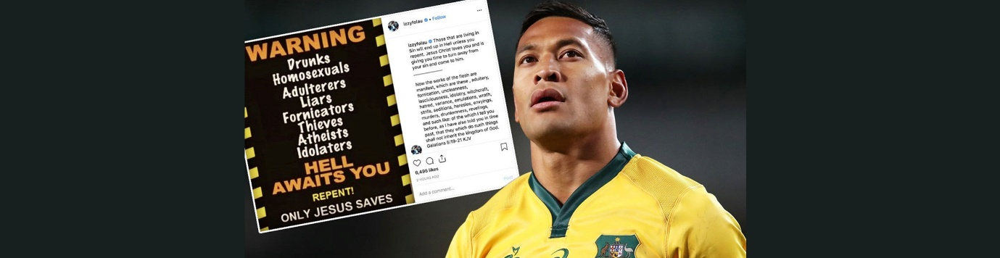 WARNING
Drunks
Homosexuals
Adulterers
Liars
Fornicators
Thieves
Atheists
Idolaters
HELL
AWAITS YOU
REPENT!
ONLY JESUS SAVES
izzyfolau • Follow
izzyfolau Those that are living in
Sin will end up in Hell unless you
repent. Jesus Christ loves you and is
giving you time to turn away from
your sin and come to him.
Now the works of the flesh are
manifest, which are these , adultery,
fornication, uncleanness,
lasciviousness, idolatry, witchcraft,
hatred, variance, emulations, wrath,
strife, seditions, heresies, envyings,
murders, drunkenness, revelings,
and such like: of the which I tell you
before, as I have also told you in time
past, that they which do such things
shall not inherit the kingdom of God.
Galatians 5:19-21 KJV
6,495 likes
2 HOURS AGO
Add a comment...
Post